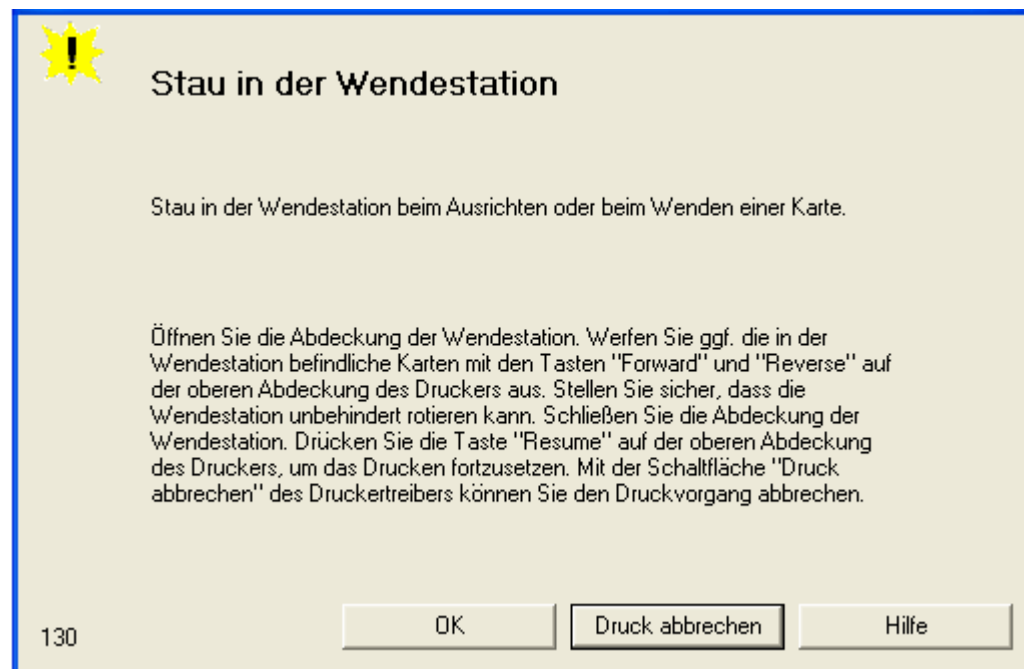 Stau in der Wendestation
Stau in der Wendestation beim Ausrichten oder beim Wenden einer Karte.
Öffnen Sie die Abdeckung der Wendestation. Werfen Sie ggf. die in der
Wendestation befindliche Karten mit den Tasten "Forward" und "Reverse" auf
der oberen Abdeckung des Druckers aus. Stellen Sie sicher, dass die
Wendestation unbehindert rotieren kann. Schließen Sie die Abdeckung der
Wendestation. Drücken Sie die Taste "Resume" auf der oberen Abdeckung
des Druckers, um das Drucken fortzusetzen. Mit der Schaltfläche "Druck
abbrechen" des Druckertreibers können Sie den Druckvorgang abbrechen.
130
OK
Druck abbrechen
Hilfe